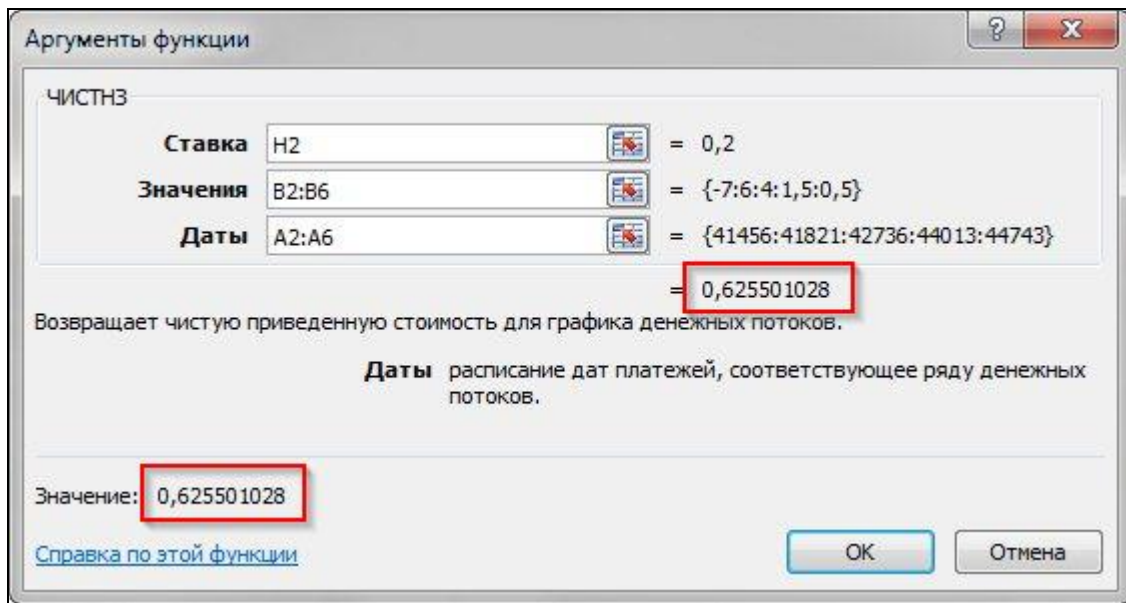 Аргументы функции
ЧИСТНЗ
Ставка H2 = 0,2
Значения B2:B6 = {-7:6:4:1,5:0,5}
Даты A2:A6 = {41456:41821:42736:44013:44743}
= 0,625501028
Возвращает чистую приведенную стоимость для графика денежных потоков.
Даты расписание дат платежей, соответствующее ряду денежных
потоков.
Значение: 0,625501028
Справка по этой функции
ОК
Отмена